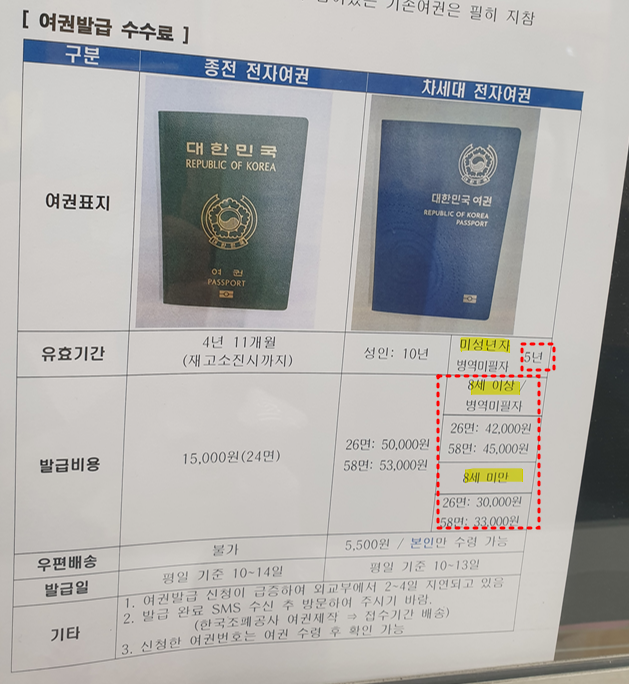 기존여권은 필히 지참
[ 여권발급 수수료 ]
구분 종전 전자여권 차세대 전자여권
여권표지
대한민국
REPUBLIC OF KOREA
여권
PASSPORT
대한민국 여권
REPUBLIC OF KOREA
PASSPORT
유효기간
4년 11개월
(재고소진시까지)
성인: 10년
미성년자
병역미필자
5년
발급비용
15,000원(24면)
26면: 50,000원
58면: 53,000원
8세 이상 /
병역미필자
26면: 42,000원
58면: 45,000원
8세 미만
26면: 30,000원
58면: 33,000원
우편배송 불가 5,500원 / 본인만 수령 가능
발급일 평일 기준 10~14일 평일 기준 10~13일
기타
1. 여권발급 신청이 급증하여 외교부에서 2~4일 지연되고 있음
2. 발급 완료 SMS 수신 후 방문하여 주시기 바람.
(한국조폐공사 여권제작 ⇒ 접수기간 배송)
3. 신청한 여권번호는 여권 수령 후 확인 가능